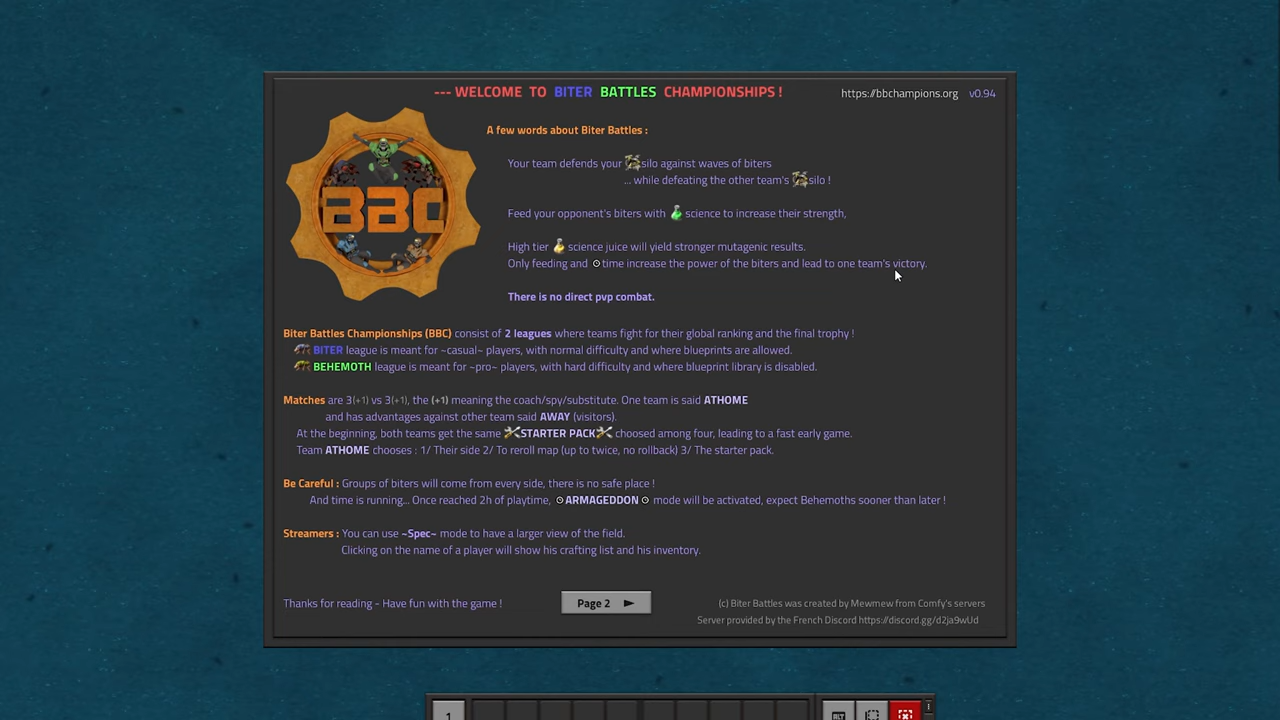 --- WELCOME TO BITER BATTLES CHAMPIONSHIPS !
https://bbchampions.org v0.94
BBC
A few words about Biter Battles :
Your team defends your silo against waves of biters
... while defeating the other team's silo !
Feed your opponent's biters with science to increase their strength,
High tier science juice will yield stronger mutagenic results.
Only feeding and time increase the power of the biters and lead to one team's victory.
There is no direct pvp combat.
Biter Battles Championships (BBC) consist of 2 leagues where teams fight for their global ranking and the final trophy !
BITER league is meant for ~casual~ players, with normal difficulty and where blueprints are allowed.
BEHEMOTH league is meant for ~pro~ players, with hard difficulty and where blueprint library is disabled.
Matches are 3(+1) vs 3(+1), the (+1) meaning the coach/spy/substitute. One team is said ATHOME
and has advantages against other team said AWAY (visitors).
At the beginning, both teams get the same STARTER PACK choosed among four, leading to a fast early game.
Team ATHOME chooses : 1/ Their side 2/ To reroll map (up to twice, no rollback) 3/ The starter pack.
Be Careful : Groups of biters will come from every side, there is no safe place !
And time is running... Once reached 2h of playtime, ARMAGEDDON mode will be activated, expect Behemoths sooner than later !
Streamers : You can use ~Spec~ mode to have a larger view of the field.
Clicking on the name of a player will show his crafting list and his inventory.
Thanks for reading - Have fun with the game !
Page 2
(c) Biter Battles was created by Mewmew from Comfy's servers
Server provided by the French Discord https://discord.gg/d2ja9wUd
1
ALT